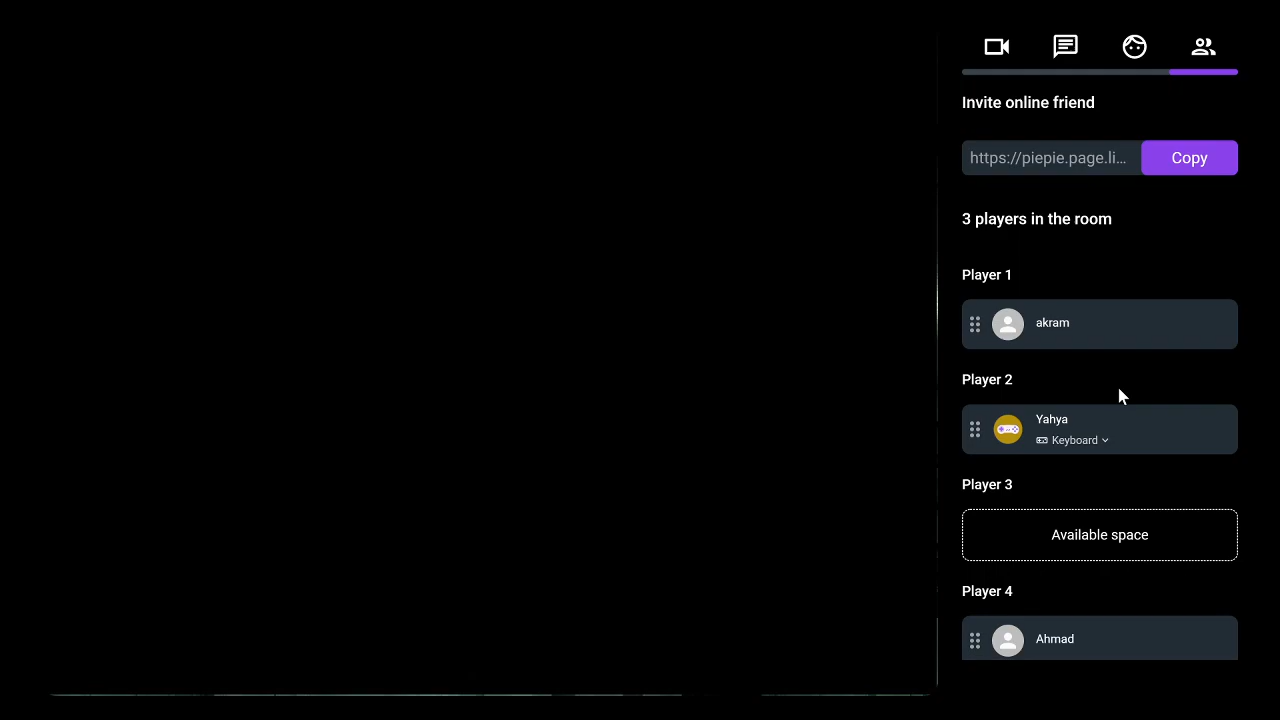 Invite online friend
https://piepie.page.li... Copy
3 players in the room
Player 1
akram
Player 2
Yahya
Keyboard
Player 3
Available space
Player 4
Ahmad